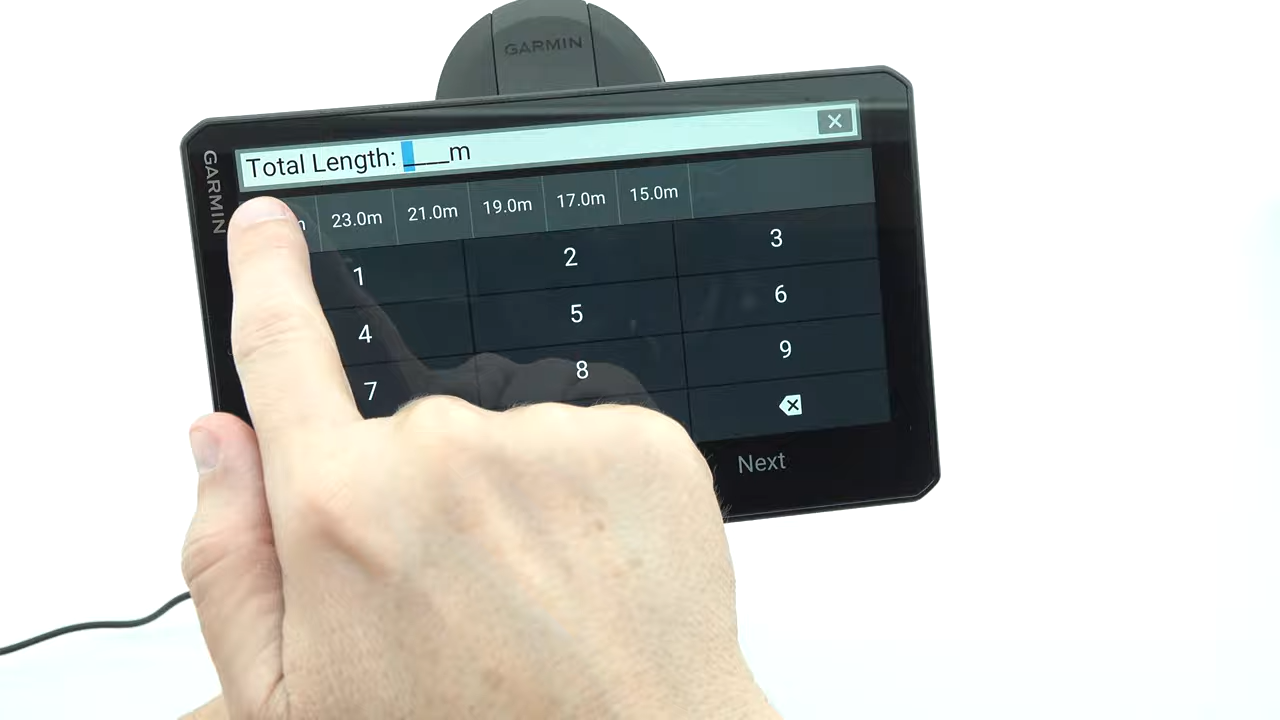 GARMIN
GARMIN
Total Length: ____m
23.0m 21.0m 19.0m 17.0m 15.0m
1 2 3
4 5 6
7 8 9
Next